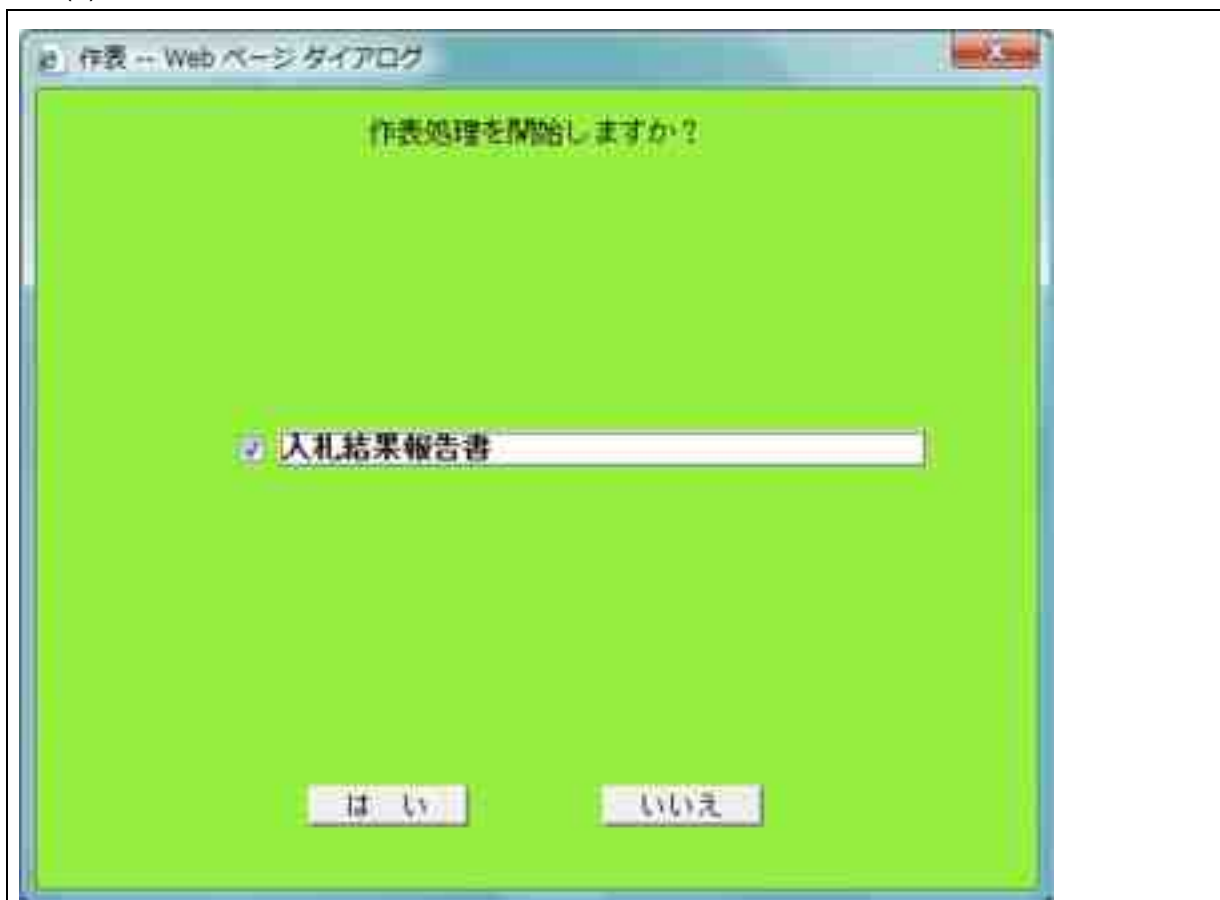 作表 -- Web ページ ダイアログ
作表処理を開始しますか？
入札結果報告書
はい
いいえ